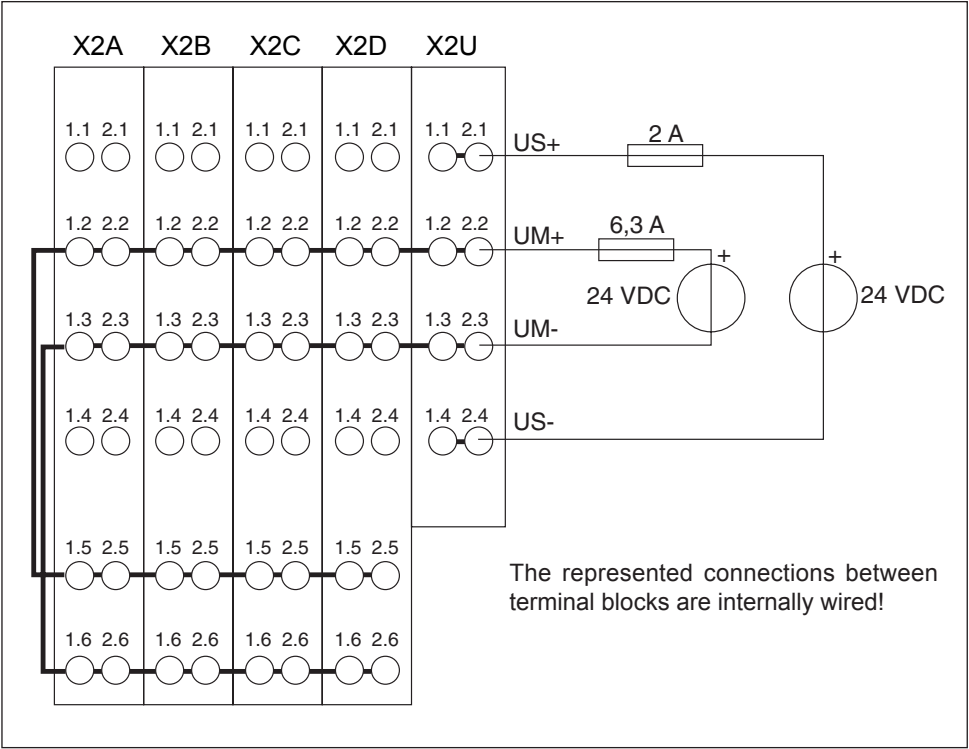 X2A X2B X2C X2D X2U
1.1 2.1 1.1 2.1 1.1 2.1 1.1 2.1 1.1 2.1 US+ 2 A
1.2 2.2 1.2 2.2 1.2 2.2 1.2 2.2 1.2 2.2 UM+ 6,3 A
+ +
24 VDC 24 VDC
1.3 2.3 1.3 2.3 1.3 2.3 1.3 2.3 1.3 2.3 UM-
1.4 2.4 1.4 2.4 1.4 2.4 1.4 2.4 1.4 2.4 US-
1.5 2.5 1.5 2.5 1.5 2.5 1.5 2.5
The represented connections between
terminal blocks are internally wired!
1.6 2.6 1.6 2.6 1.6 2.6 1.6 2.6